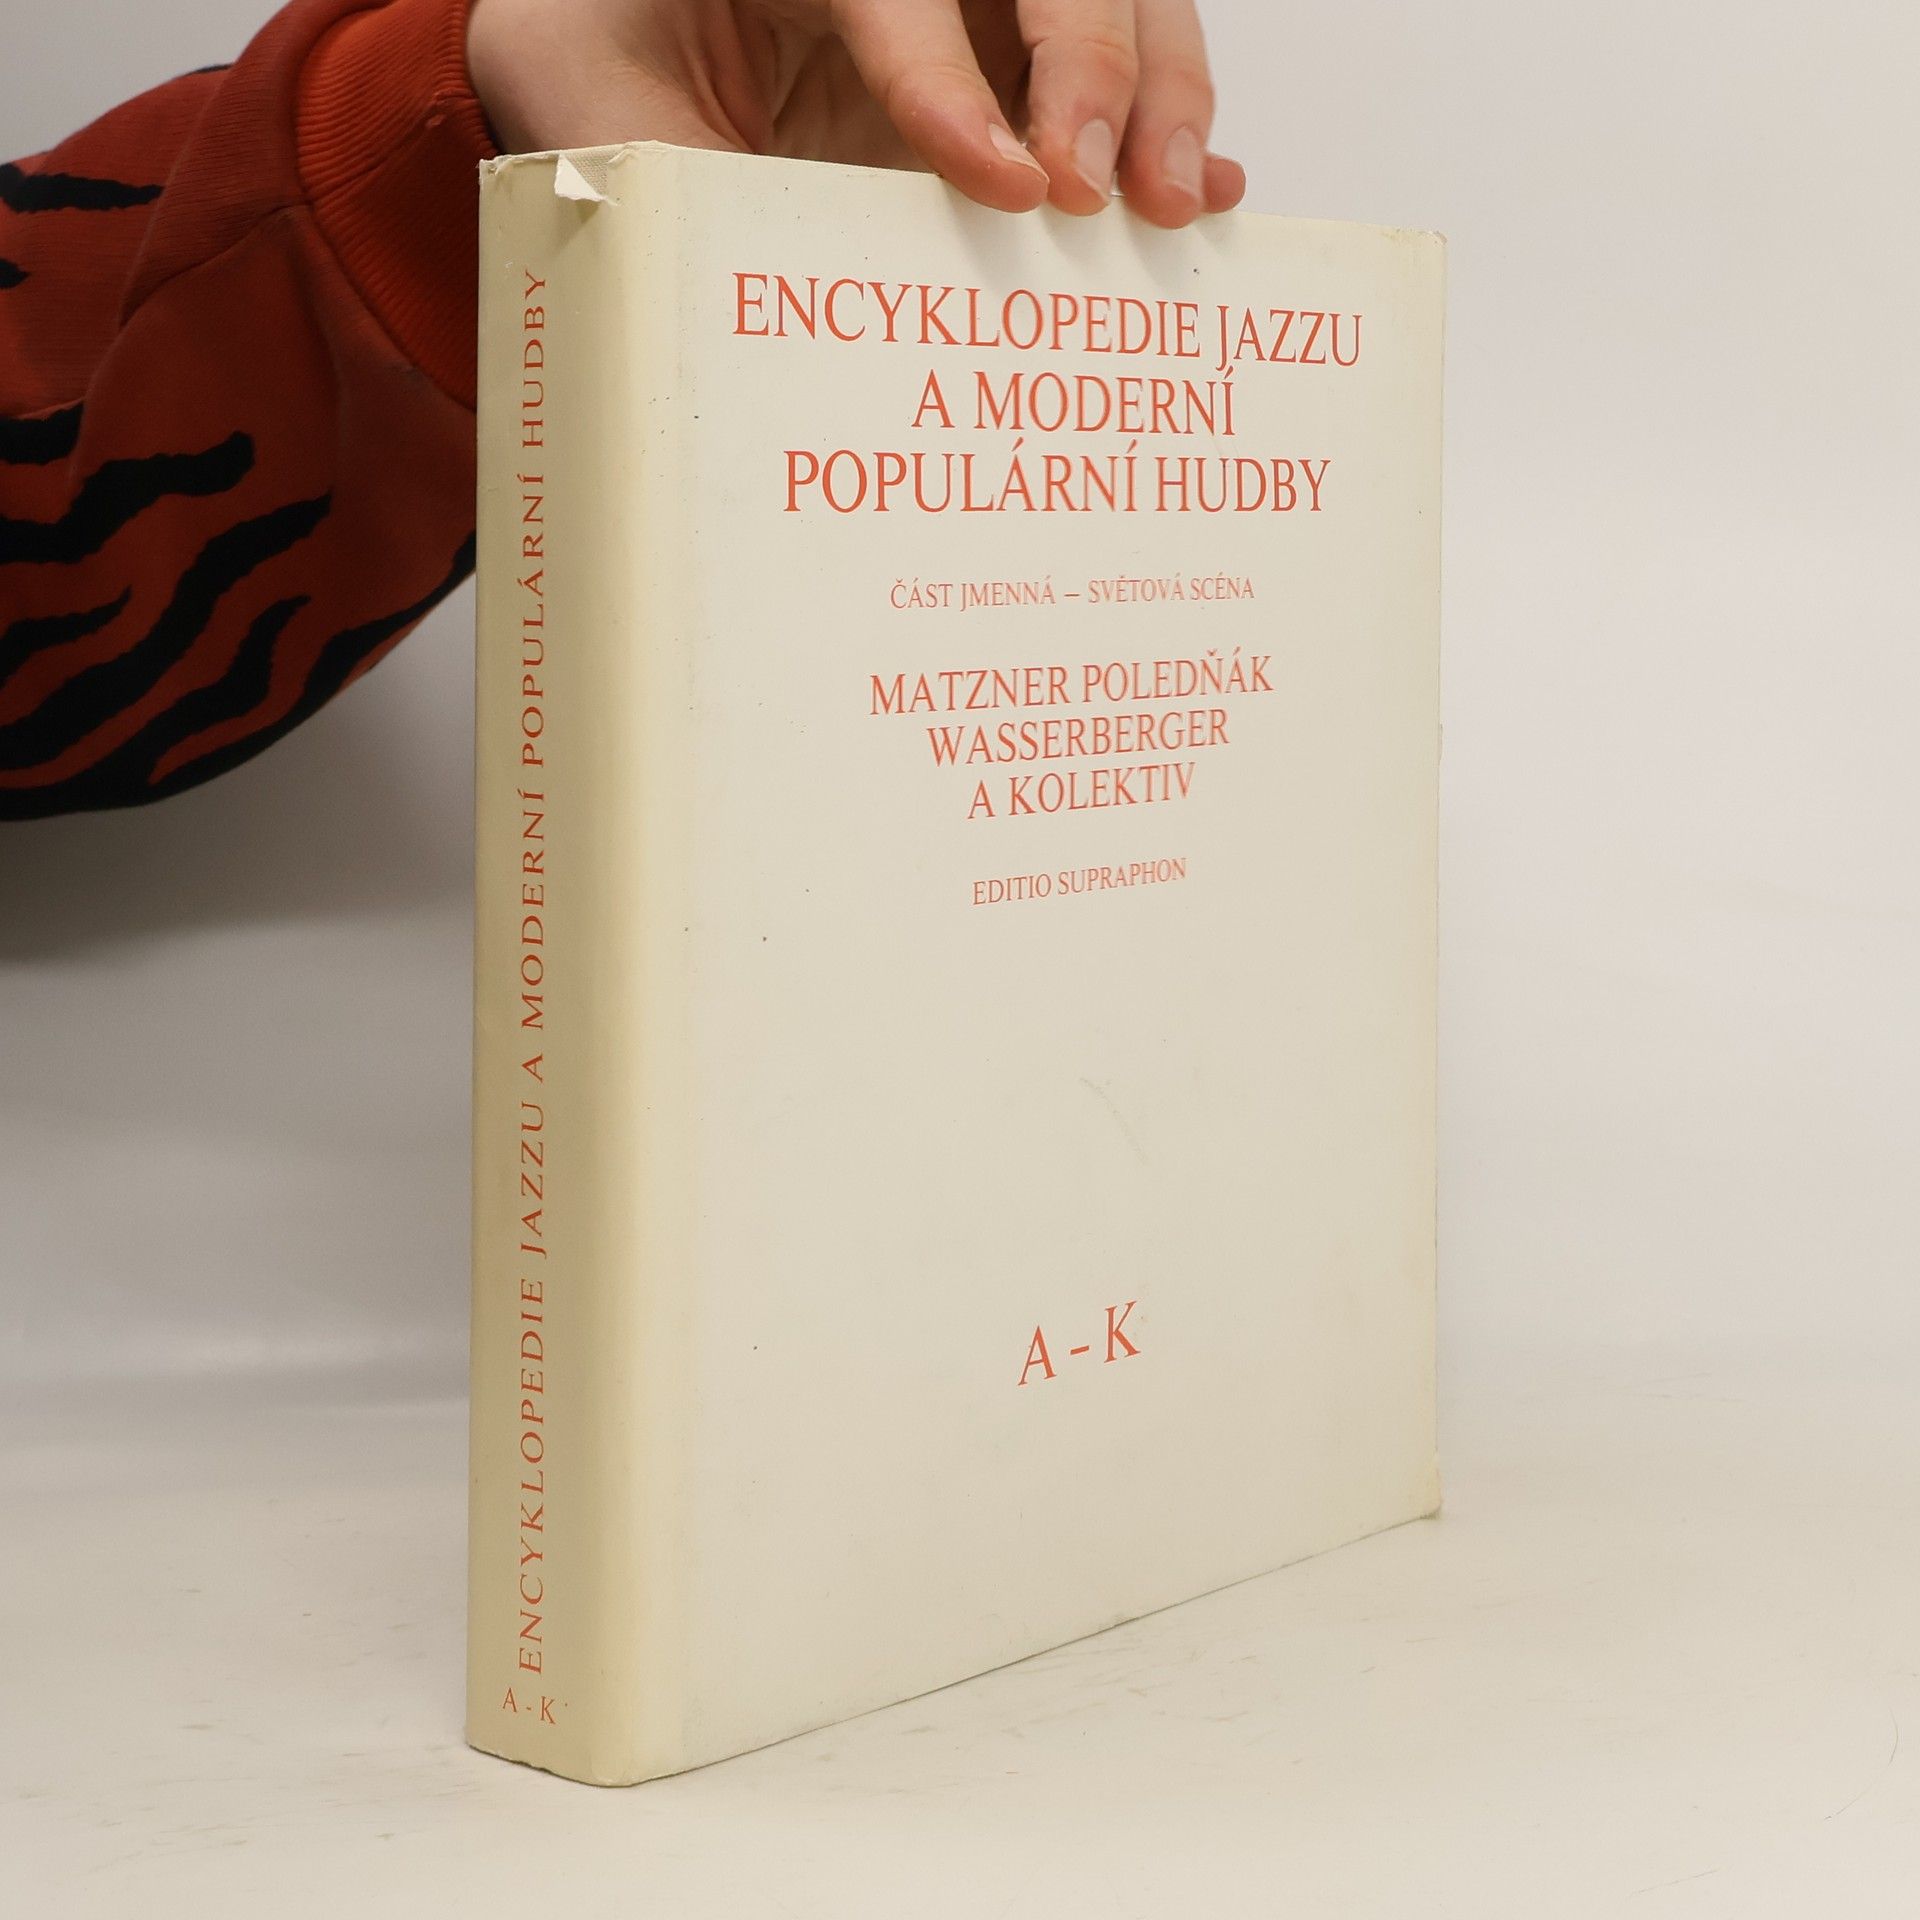 ENCYKLOPEDIE JAZZU
A MODERNÍ
POPULÁRNÍ HUDBY
ČÁST JMENNÁ – SVĚTOVÁ SCÉNA
MATZNER POLEDŇÁK
WASSERBERGER
A KOLEKTIV
EDITIO SUPRAPHON
A - K
ENCYKLOPEDIE JAZZU A MODERNÍ POPULÁRNÍ HUDBY
A - K